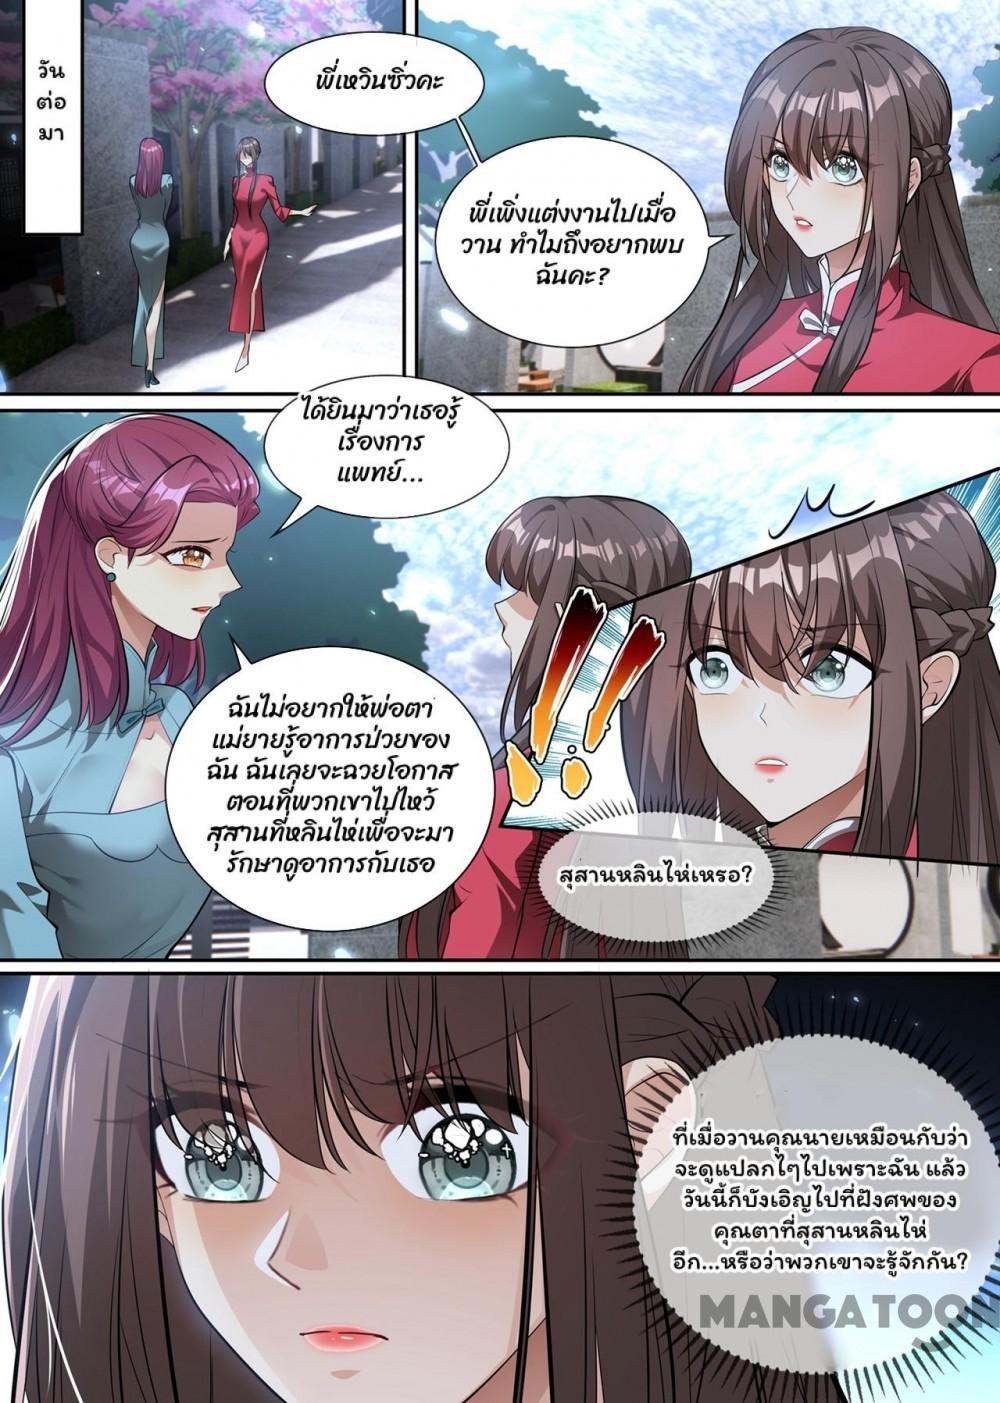 วัน
ต่อ
มา
พี่เหวินซิ่วคะ
พี่เพิ่งแต่งงานไปเมื่อ
วาน ทำไมถึงอยากพบ
ฉันคะ?
ได้ยินมาว่าเธอรู้
เรื่องการ
แพทย์...
ฉันไม่อยากให้พ่อตา
แม่ยายรู้อาการป่วยของ
ฉัน ฉันเลยจะฉวยโอกาส
ตอนที่พวกเขาไปไหว้
สุสานที่หลินไห่เพื่อจะมา
รักษาดูอาการกับเธอ
!!
สุสานหลินไห่เหรอ?
ที่เมื่อวานคุณนายเหมือนกับว่า
จะดูแปลกไๆไปเพราะฉัน แล้ว
วันนี้ก็บังเอิญไปที่ฝังศพของ
คุณตาที่สุสานหลินไห่
อีก...หรือว่าพวกเขาจะรู้จักกัน?
MANGATOON